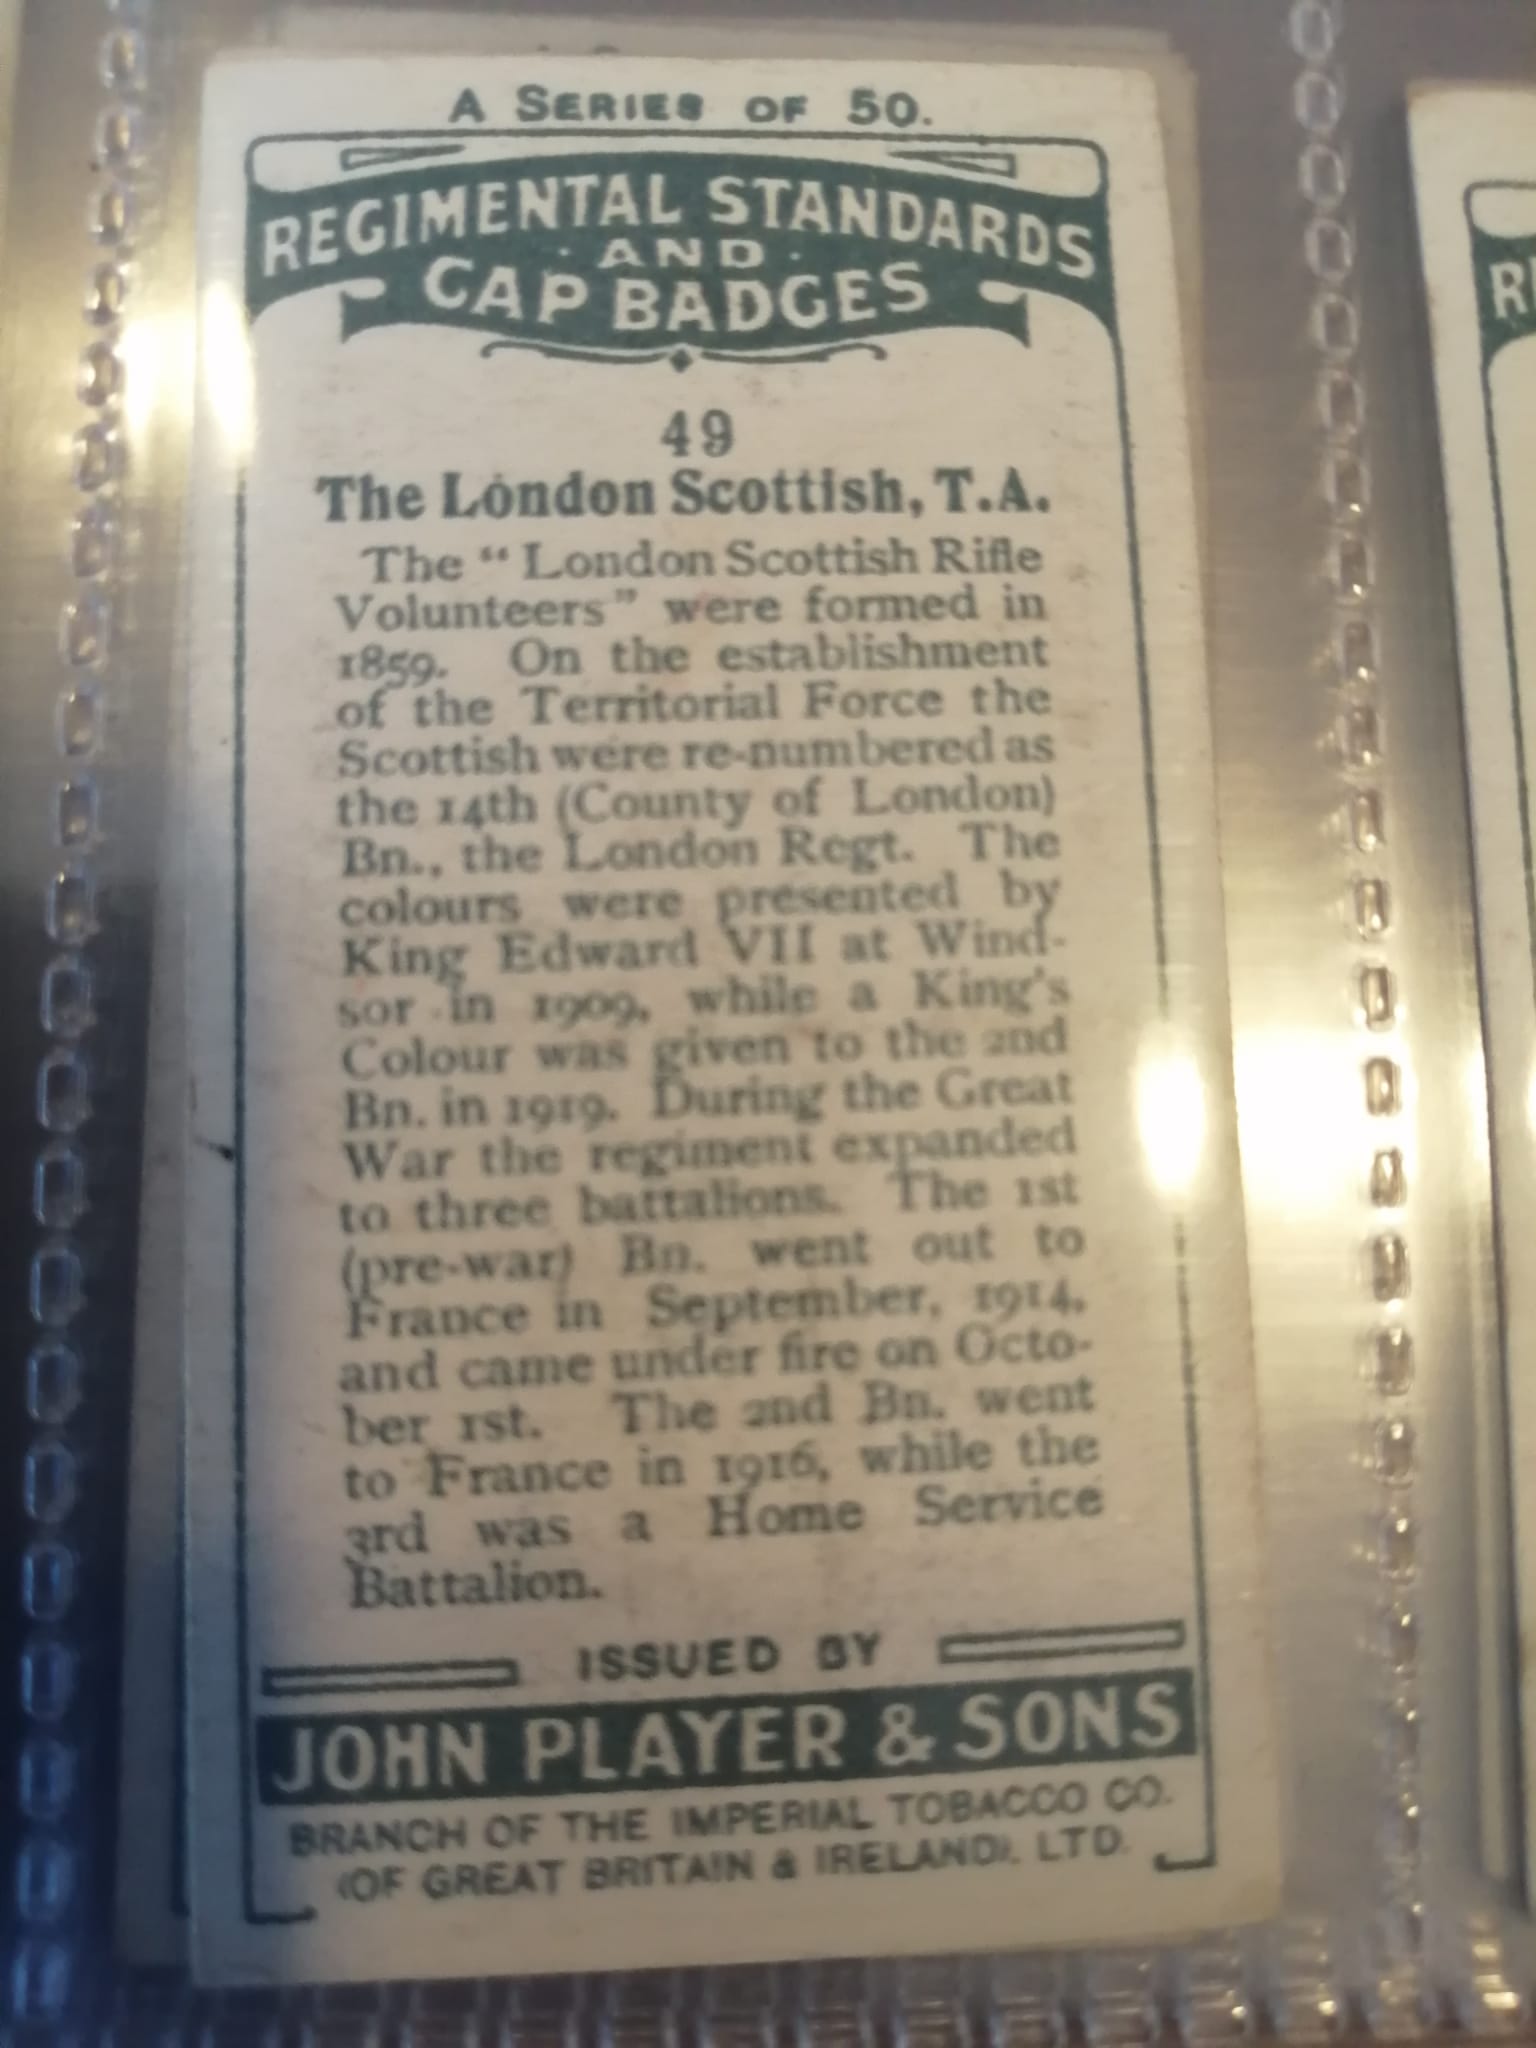 A SERIES OF 50.
REGIMENTAL STANDARDS
· AND ·
CAP BADGES
49
The London Scottish, T.A.
The “ London Scottish Rifle
Volunteers” were formed in
1859. On the establishment
of the Territorial Force the
Scottish were re-numbered as
the 14th (County of London)
Bn., the London Regt. The
colours were presented by
King Edward VII at Wind-
sor in 1909, while a King's
Colour was given to the 2nd
Bn. in 1919. During the Great
War the regiment expanded
to three battalions. The 1st
(pre-war) Bn. went out to
France in September, 1914,
and came under fire on Octo-
ber 1st. The 2nd Bn. went
to France in 1916, while the
3rd was a Home Service
Battalion.
ISSUED BY
JOHN PLAYER & SONS
BRANCH OF THE IMPERIAL TOBACCO CO.
(OF GREAT BRITAIN & IRELAND), LTD.